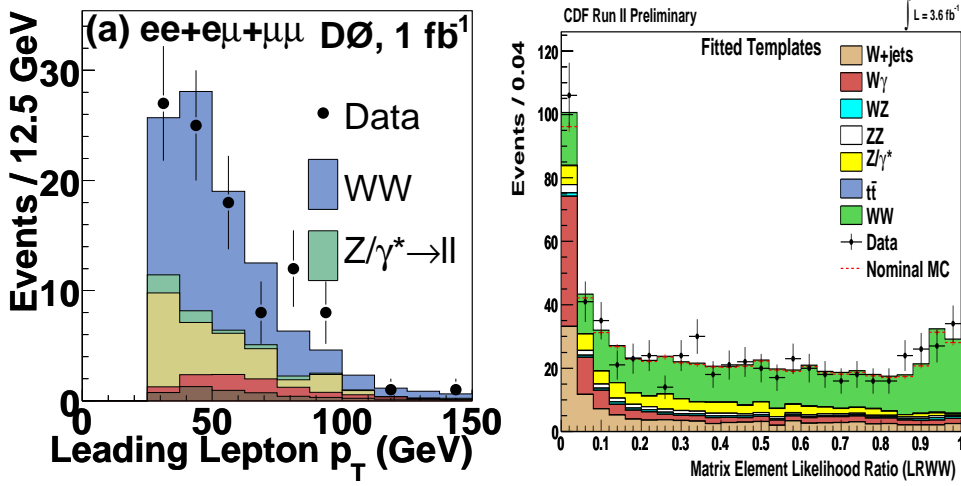 (a) ee+eμ+μμ DØ, 1 fb⁻¹
Events / 12.5 GeV
30
20
10
0
Data
WW
Z/γ*→ll
0 50 100 150
Leading Lepton p_T (GeV)
CDF Run II Preliminary
∫ L = 3.6 fb⁻¹
Fitted Templates
Events / 0.04
120
100
80
60
40
20
0
W+jets
Wγ
WZ
ZZ
Z/γ*
tt̄
WW
Data
Nominal MC
0 0.1 0.2 0.3 0.4 0.5 0.6 0.7 0.8 0.9 1
Matrix Element Likelihood Ratio (LRWW)